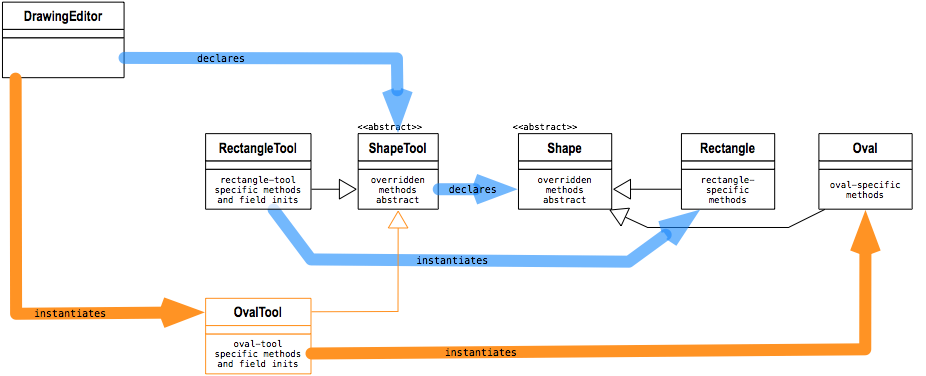 DrawingEditor
declares
<<abstract>>
<<abstract>>
RectangleTool
rectangle-tool
specific methods
and field inits
ShapeTool
overridden
methods
abstract
declares
Shape
overridden
methods
abstract
Rectangle
rectangle-
specific
methods
Oval
oval-specific
methods
instantiates
instantiates
OvalTool
oval-tool
specific methods
and field inits
instantiates